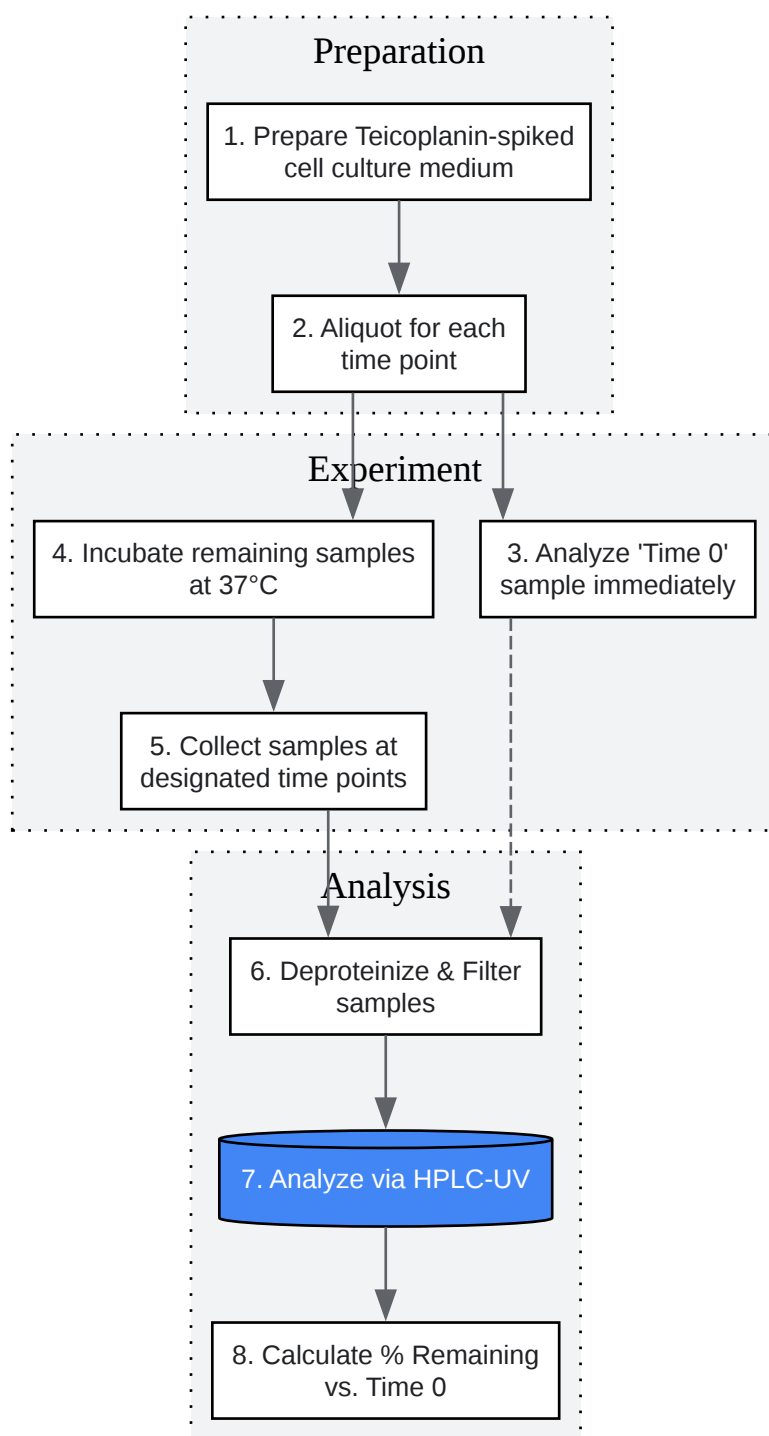 Preparation
1. Prepare Teicoplanin-spiked
cell culture medium
2. Aliquot for each
time point
Experiment
4. Incubate remaining samples
at 37°C
3. Analyze 'Time 0'
sample immediately
5. Collect samples at
designated time points
Analysis
6. Deproteinize & Filter
samples
7. Analyze via HPLC-UV
8. Calculate % Remaining
vs. Time 0